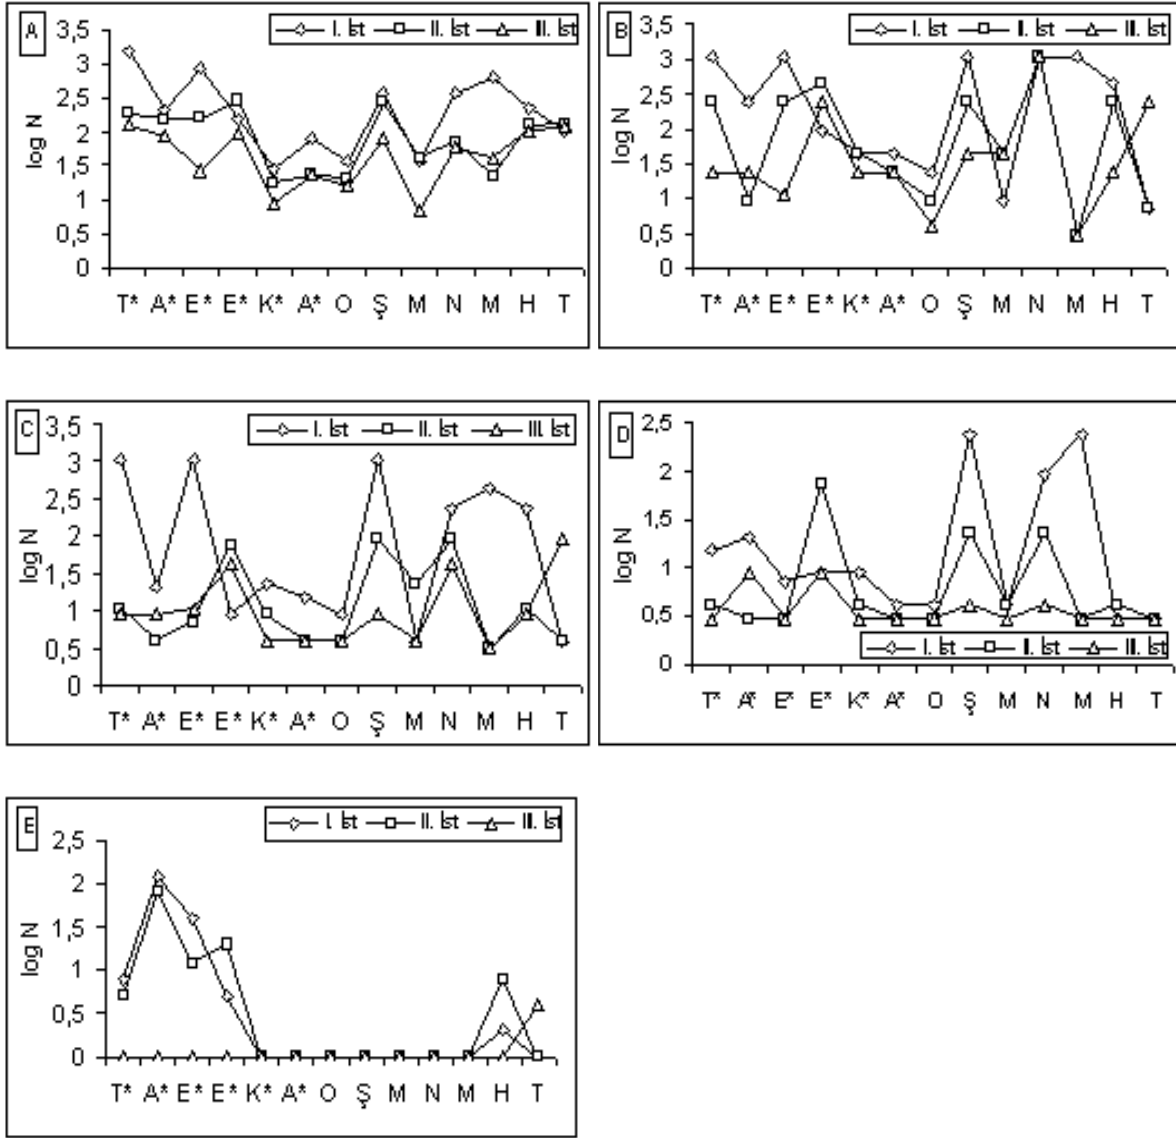 A
I. İst II. İst III. İst
3,5
3
2,5
2
1,5
1
0,5
0
log N
T* A* E* E* K* A* O Ş M N M H T
B
I. İst II. İst III. İst
3,5
3
2,5
2
1,5
1
0,5
0
log N
T* A* E* E* K* A* O Ş M N M H T
C
I. İst II. İst III. İst
3,5
3
2,5
2
1,5
1
0,5
0
log N
T* A* E* E* K* A* O Ş M N M H T
D
2,5
2
1,5
1
0,5
0
log N
I. İst II. İst III. İst
T* A* E* E* K* A* O Ş M N M H T
E
I. İst II. İst III. İst
2,5
2
1,5
1
0,5
0
log N
T* A* E* E* K* A* O Ş M N M H T